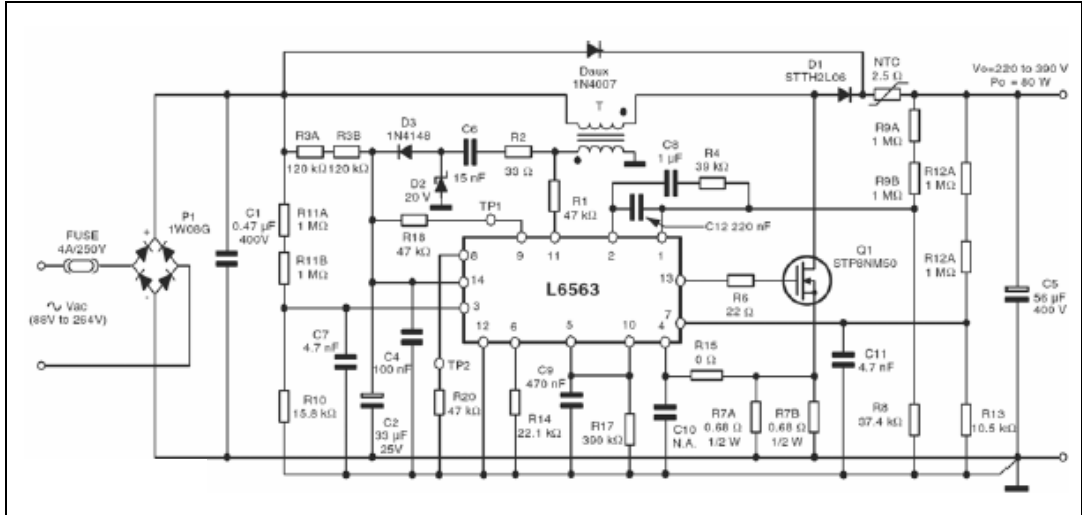 Daux
1N4007
T
D1
STTH2L06
NTC
2.5 Ω
Vo=220 to 390 V
Po = 80 W
R3A
120 kΩ
R3B
120 kΩ
D3
1N4148
C6
15 nF
R2
33 Ω
C8
1 µF
R4
39 kΩ
R9A
1 MΩ
R9B
1 MΩ
R12A
1 MΩ
D2
20 V
TP1
R1
47 kΩ
C12 220 nF
R18
47 kΩ
P1
1W08G
C1
0.47 µF
400V
R11A
1 MΩ
R11B
1 MΩ
FUSE
4A/250V
Vac
(88V to 264V)
+
-
8
9
11
2
1
14
3
13
7
12
6
5
10
4
L6563
Q1
STP8NM50
R6
22 Ω
R12A
1 MΩ
C5
56 µF
400 V
C7
4.7 nF
C4
100 nF
TP2
C9
470 nF
R15
0 Ω
C11
4.7 nF
R10
15.8 kΩ
C2
33 µF
25V
R20
47 kΩ
R14
22.1 kΩ
R17
390 kΩ
C10
N.A.
R7A
0.68 Ω
1/2 W
R7B
0.68 Ω
1/2 W
R8
37.4 kΩ
R13
10.5 kΩ